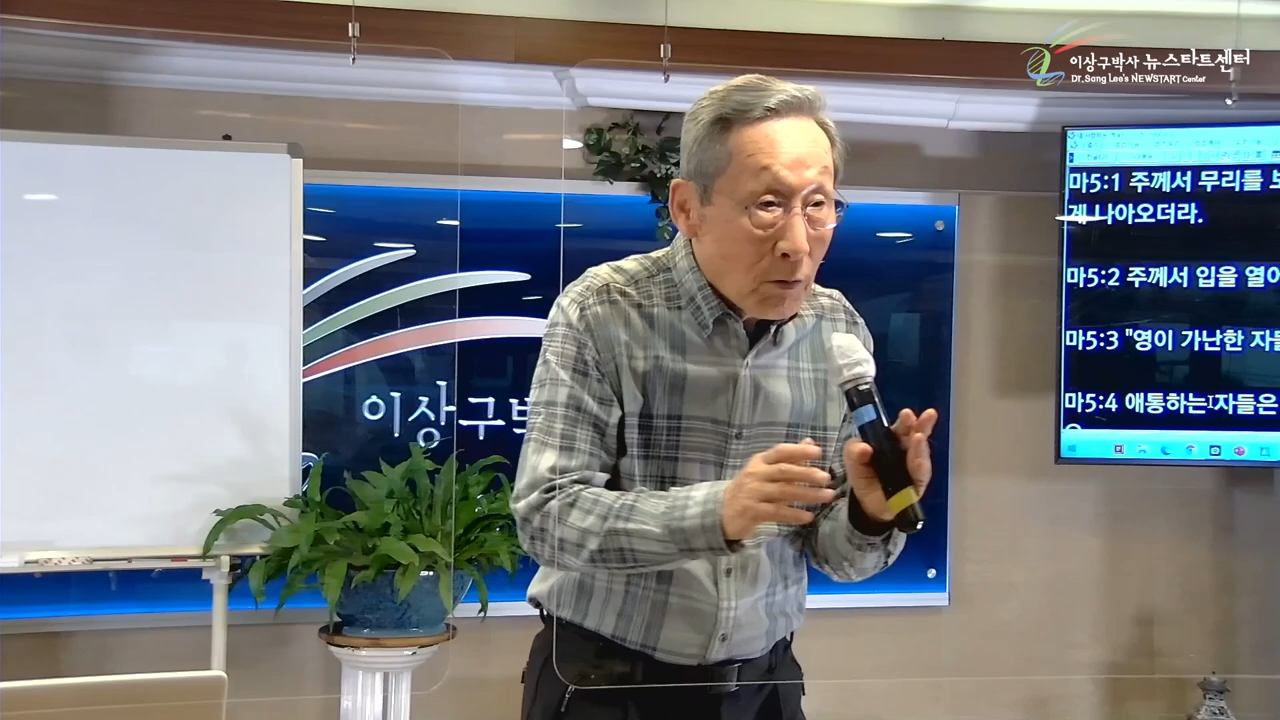 이상구박사 뉴스타트센터
Dr. Sang Lee's NEWSTART Center
마5:1 주께서 무리를
게 나아오더라.
마5:2 주께서 입을 열어
마5:3 "영이 가난한 자들
마5:4 애통하는 자들은
이상구